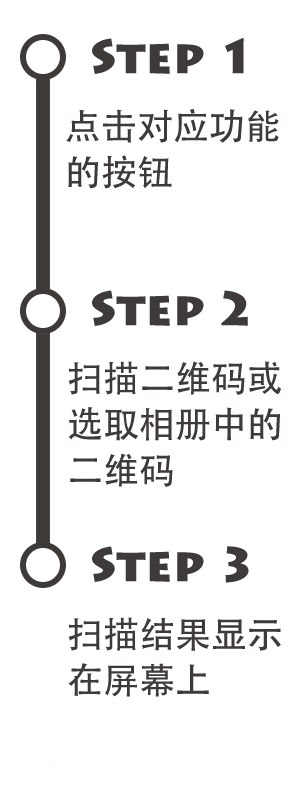 STEP 1
点击对应功能
的按钮
STEP 2
扫描二维码或
选取相册中的
二维码
STEP 3
扫描结果显示
在屏幕上